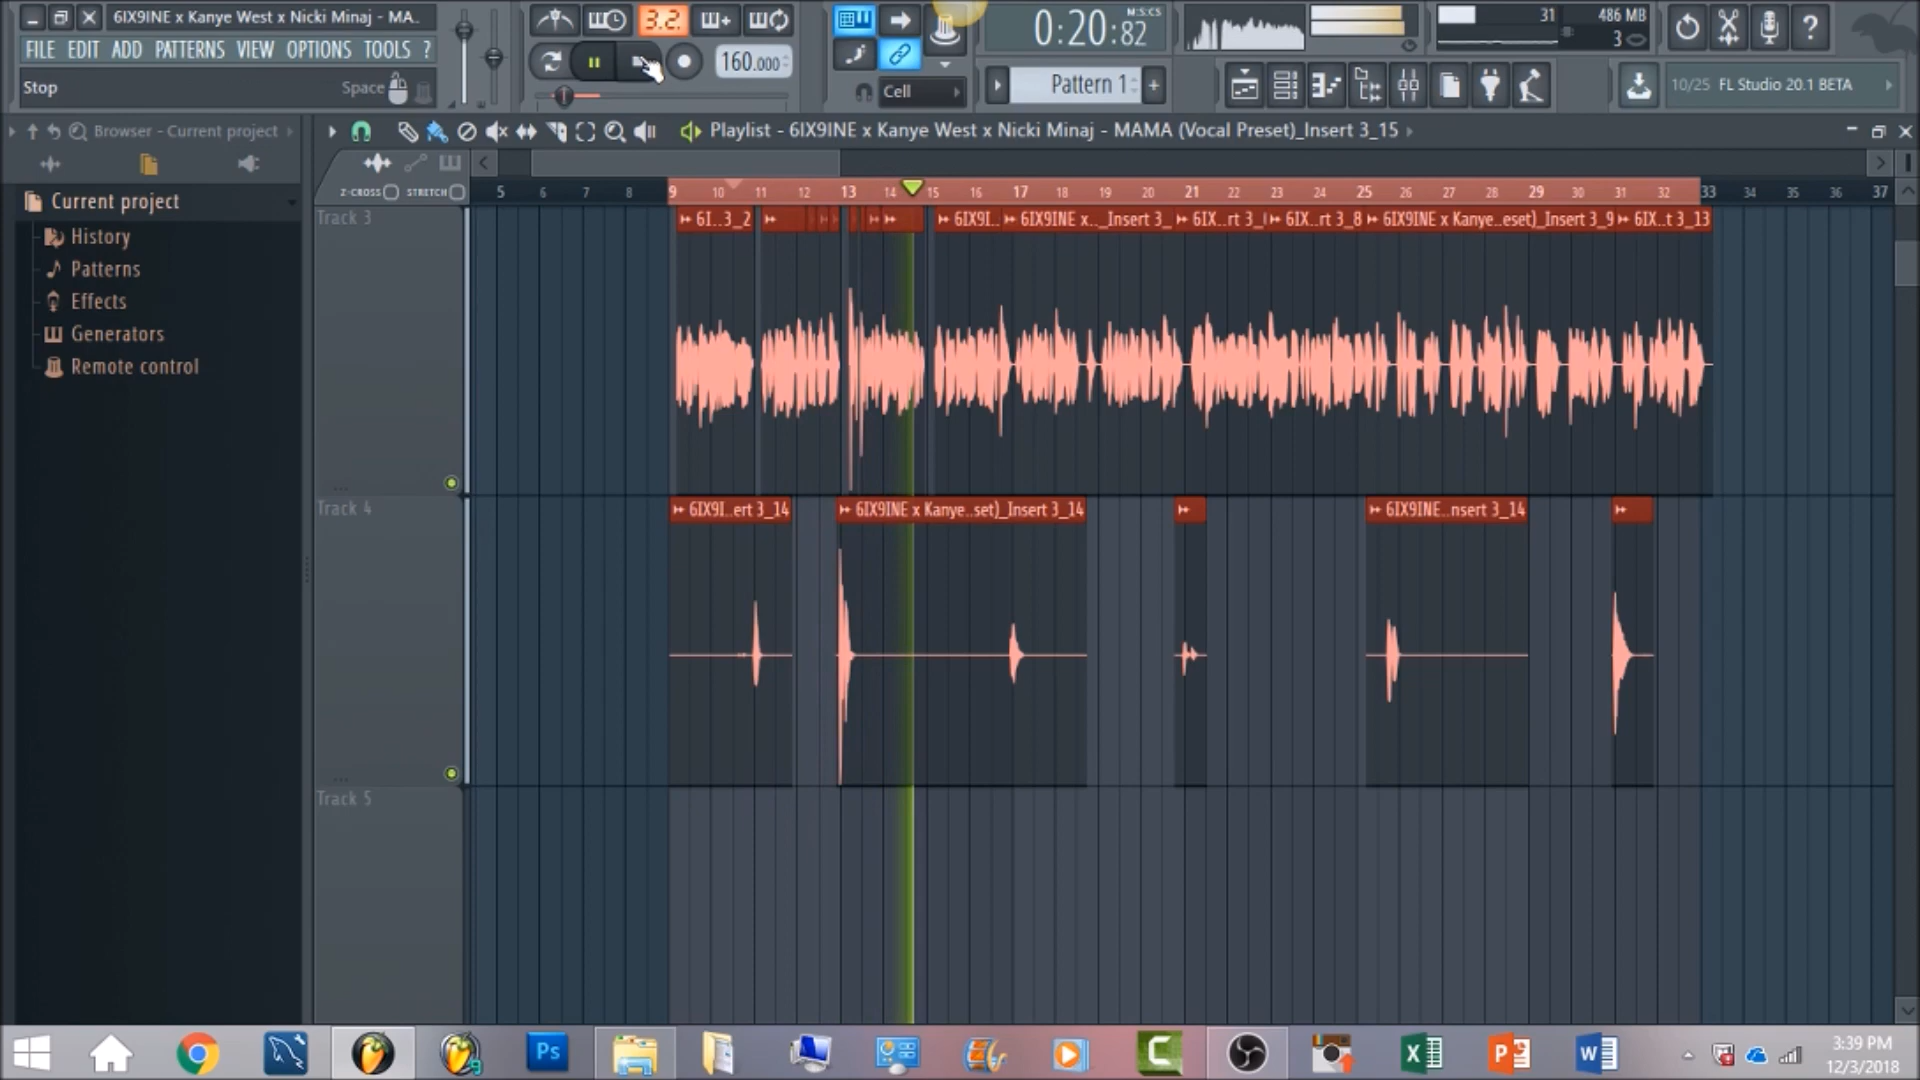 6IX9INE x Kanye West x Nicki Minaj - MA.
FILE EDIT ADD PATTERNS VIEW OPTIONS TOOLS ?
Stop
Space
3.2.
160.000
Cell
0:20:82
M:S:CS
Pattern 1
+
31
486 MB
3
?
10/25 FL Studio 20.1 BETA
Browser - Current project
Playlist - 6IX9INE x Kanye West x Nicki Minaj - MAMA (Vocal Preset)_Insert 3_15
Z-CROSS STRETCH
5 6 7 8 9 10 11 12 13 14 15 16 17 18 19 20 21 22 23 24 25 26 27 28 29 30 31 32 33 34 35 36 37
Current project
History
Patterns
Effects
Generators
Remote control
Track 3
6I..3_2
6IX9I..
6IX9INE x..._Insert 3_
6IX..rt 3_
6IX..rt 3_8
6IX9INE x Kanye..eset)_Insert 3_9
6IX..t 3_13
Track 4
6IX9I..ert 3_14
6IX9INE x Kanye..set)_Insert 3_14
6IX9INE..nsert 3_14
Track 5
Ps
3:39 PM
12/3/2018